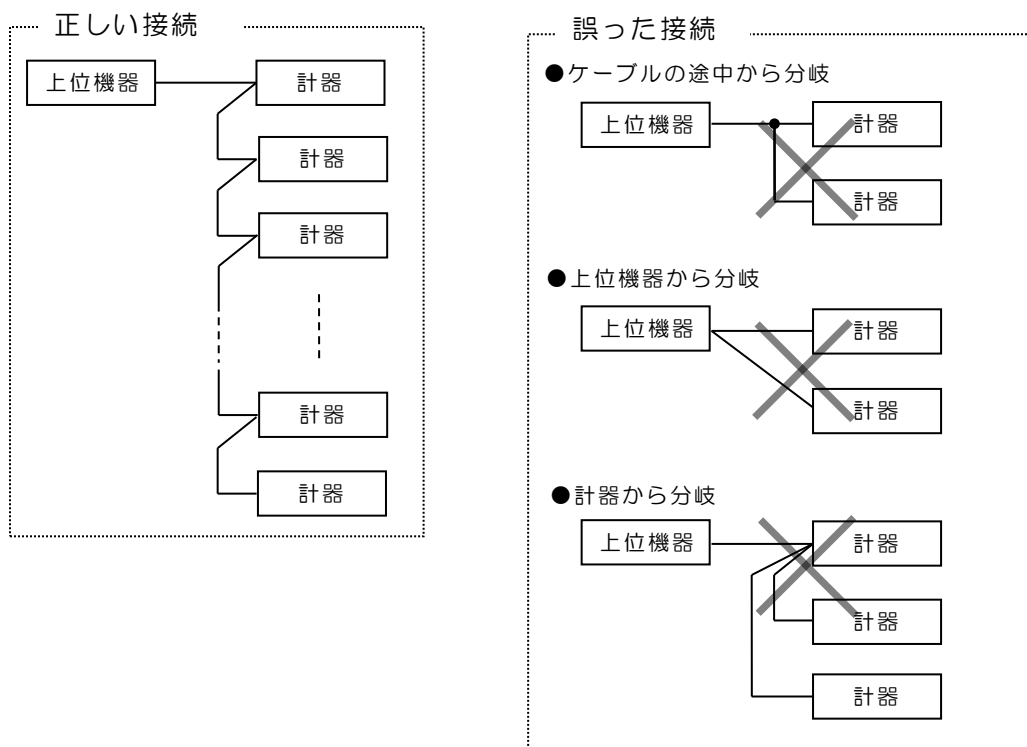 正しい接続
上位機器
計器
計器
計器
計器
計器
誤った接続
●ケーブルの途中から分岐
上位機器
計器
計器
●上位機器から分岐
上位機器
計器
計器
●計器から分岐
上位機器
計器
計器
計器